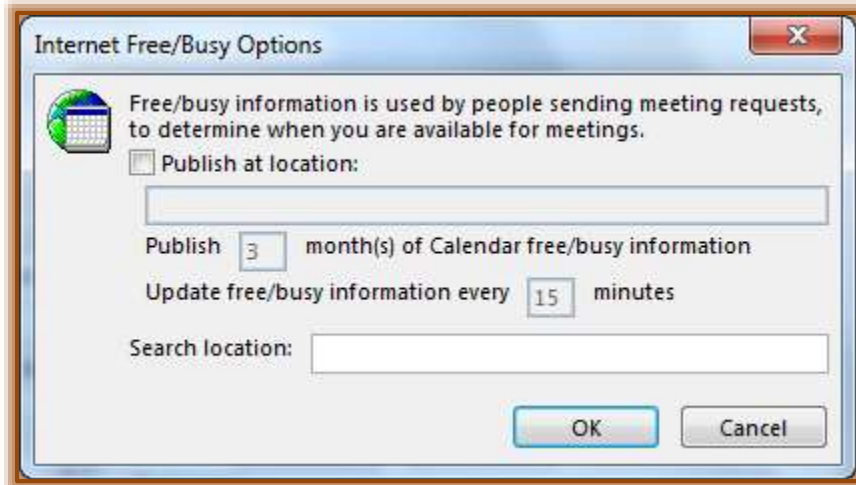 Internet Free/Busy Options
Free/busy information is used by people sending meeting requests,
to determine when you are available for meetings.
Publish at location:
Publish 3 month(s) of Calendar free/busy information
Update free/busy information every 15 minutes
Search location:
OK Cancel